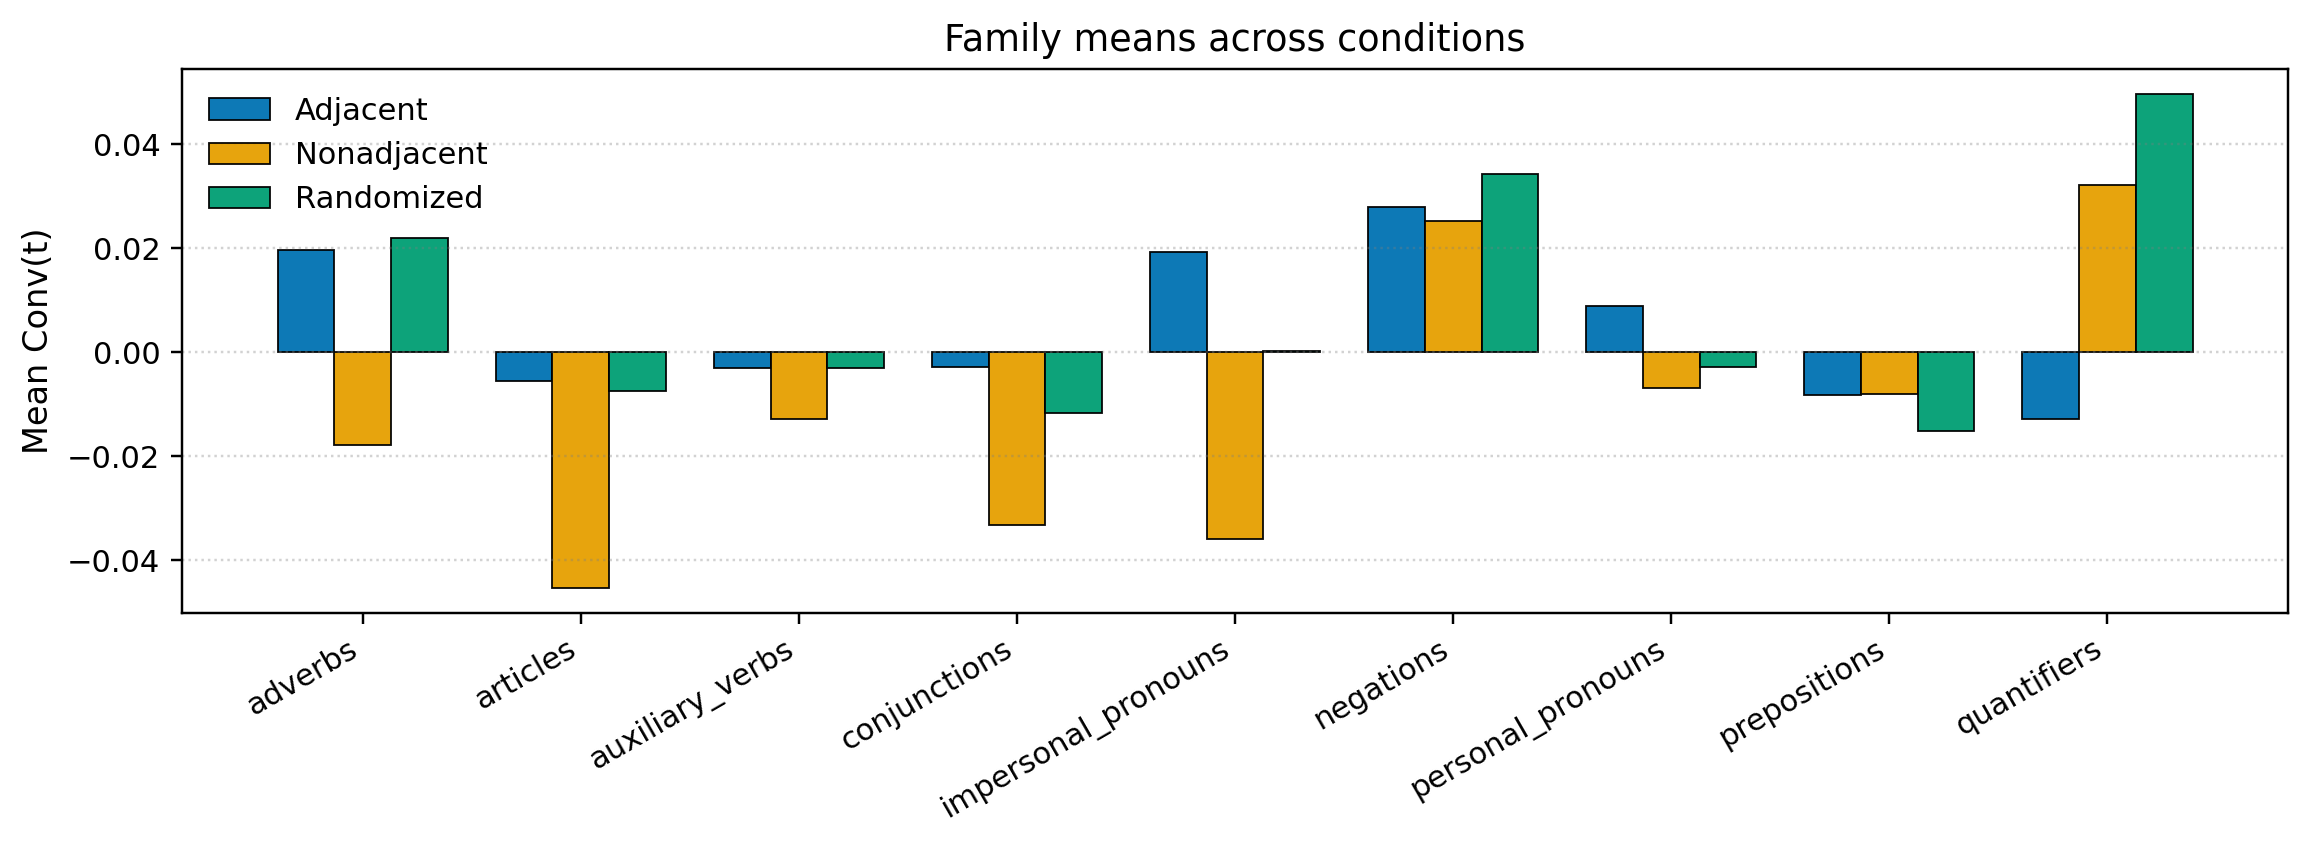 Family means across conditions
Adjacent
Nonadjacent
Randomized
Mean Conv(t)
0.04
0.02
0.00
−0.02
−0.04
adverbs
articles
auxiliary_verbs
conjunctions
impersonal_pronouns
negations
personal_pronouns
prepositions
quantifiers